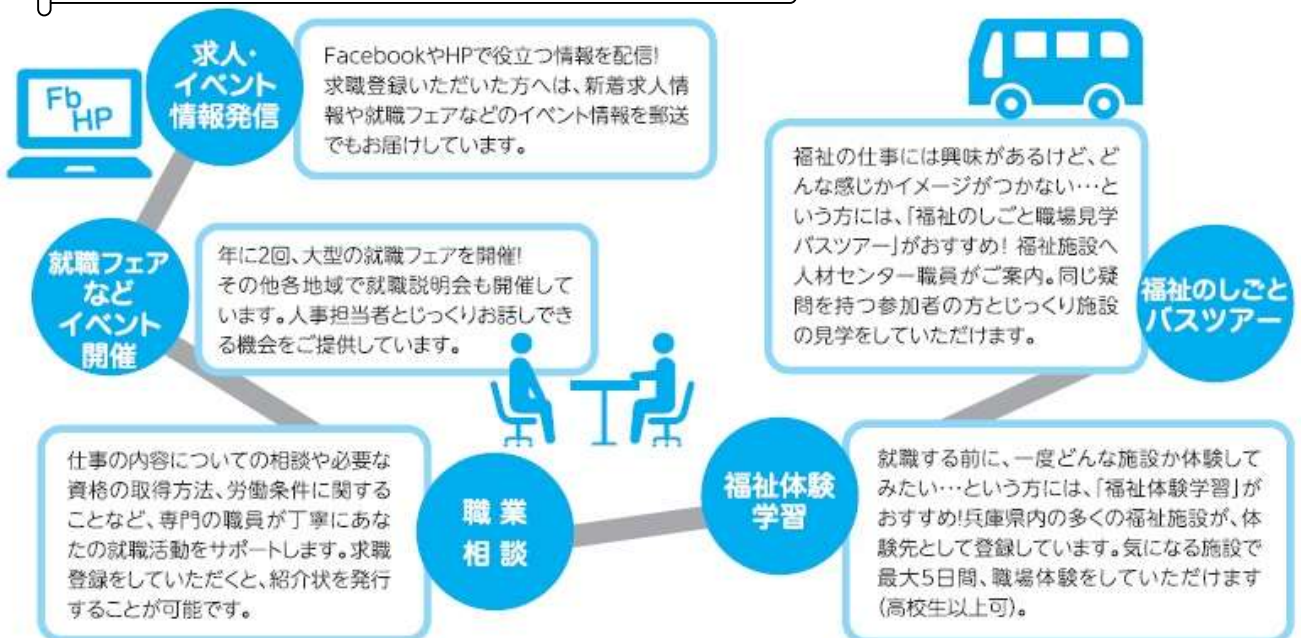 Fb
HP
求人・
イベント
情報発信
FacebookやHPで役立つ情報を配信!
求職登録いただいた方へは、新着求人情
報や就職フェアなどのイベント情報を郵送
でもお届けしています。
就職フェア
など
イベント
開催
年に2回、大型の就職フェアを開催!
その他各地域で就職説明会も開催して
います。人事担当者とじっくりお話しでき
る機会をご提供しています。
仕事の内容についての相談や必要な
資格の取得方法、労働条件に関する
ことなど、専門の職員が丁寧にあな
たの就職活動をサポートします。求職
登録をしていただくと、紹介状を発行
することが可能です。
職業
相談
福祉体験
学習
就職する前に、一度どんな施設か体験して
みたい…という方には、「福祉体験学習」が
おすすめ!兵庫県内の多くの福祉施設が、体
験先として登録しています。気になる施設で
最大5日間、職場体験をしていただけます
(高校生以上可)。
福祉の仕事には興味があるけど、ど
んな感じかイメージがつかない…と
いう方には、「福祉のしごと職場見学
バスツアー」がおすすめ! 福祉施設へ
人材センター職員がご案内。同じ疑
問を持つ参加者の方とじっくり施設
の見学をしていただけます。
福祉のしごと
バスツアー